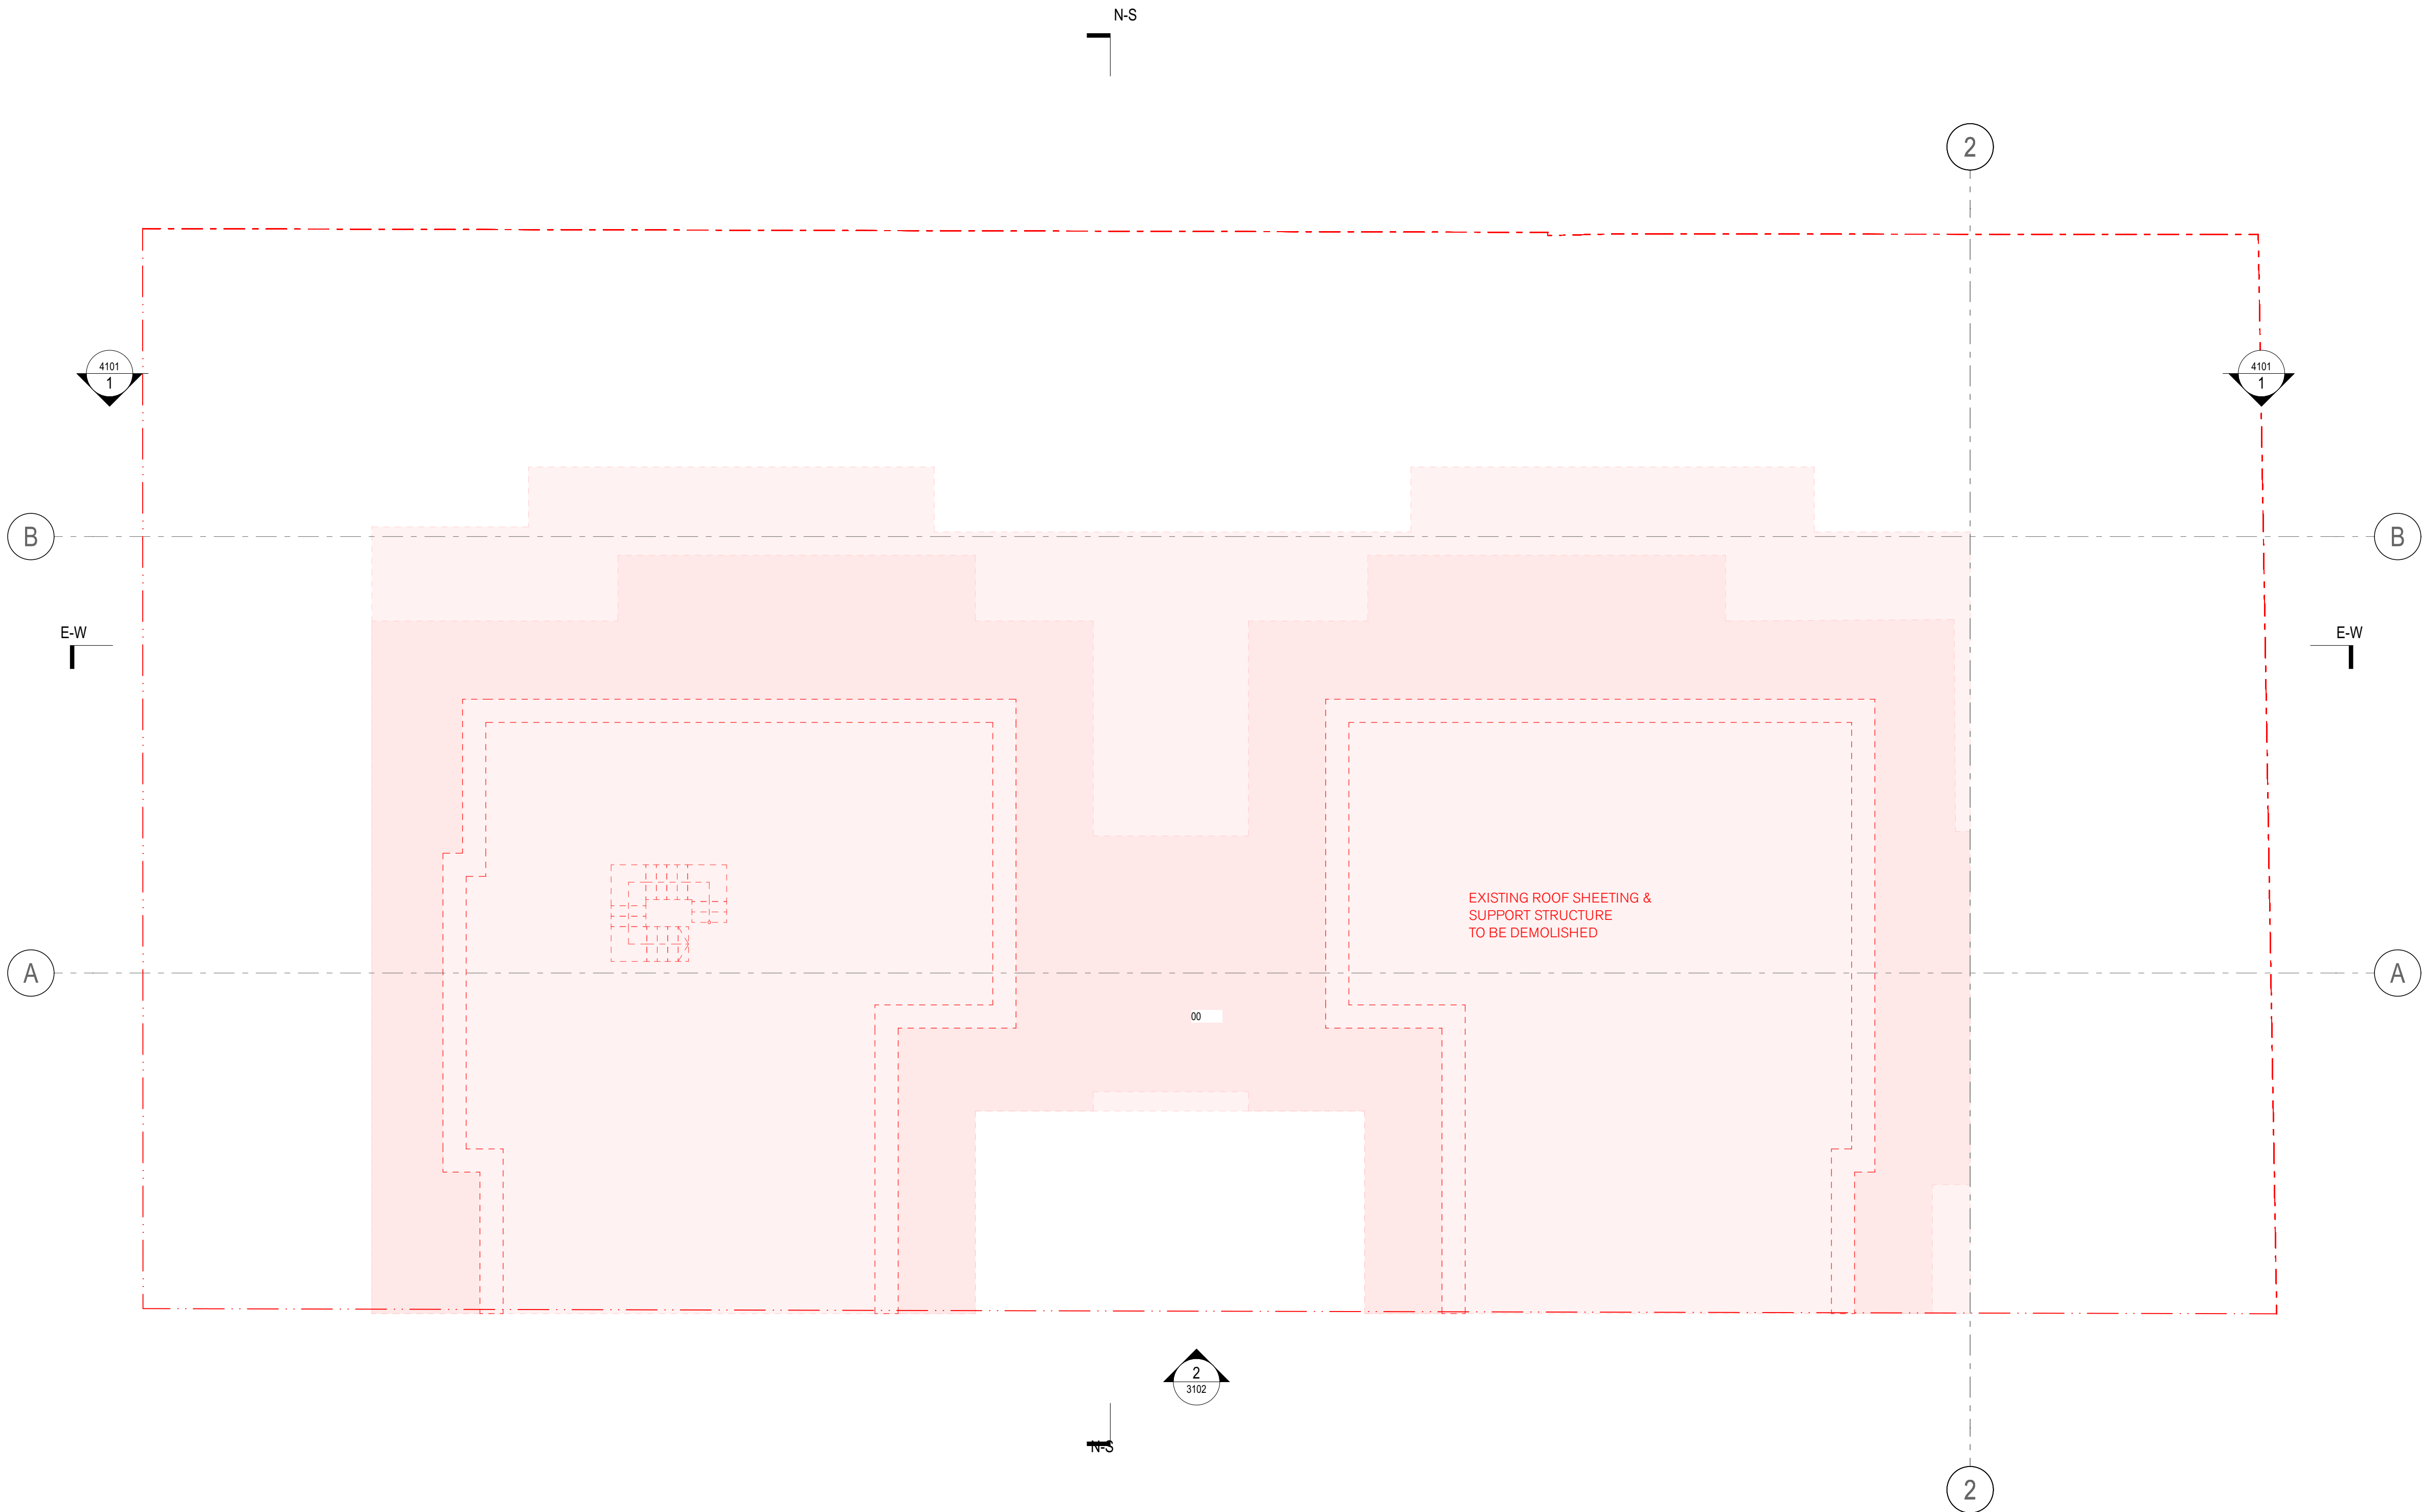 N-S
2
4101
1
4101
1
B
B
E-W
E-W
EXISTING ROOF SHEETING &
SUPPORT STRUCTURE
TO BE DEMOLISHED
A
A
00
2
3102
N-S
2